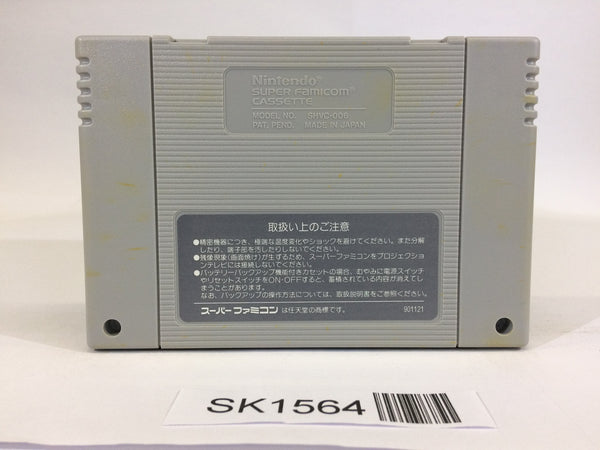 Nintendo®
SUPER FAMICOM®
CASSETTE
MODEL NO. SHVC-006
PAT. PEND. MADE IN JAPAN
取扱い上のご注意
●精密機器につき、極端な温度変化やショックを避けてください。また分解
したり、端子部を汚したりしないでください。
●残像現象(画面焼け)が生ずるため、スーパーファミコンをプロジェクション
テレビには接続しないでください。
●バッテリーバックアップ機能付きカセットの場合、むやみに電源スイッチ
やリセットスイッチをON・OFFすると、蓄積されている内容が消えてし
まうことがあります。
なお、バックアップの操作方法については、取扱説明書をご参照ください。
スーパーファミコン は任天堂の商標です。 901121
SK1564